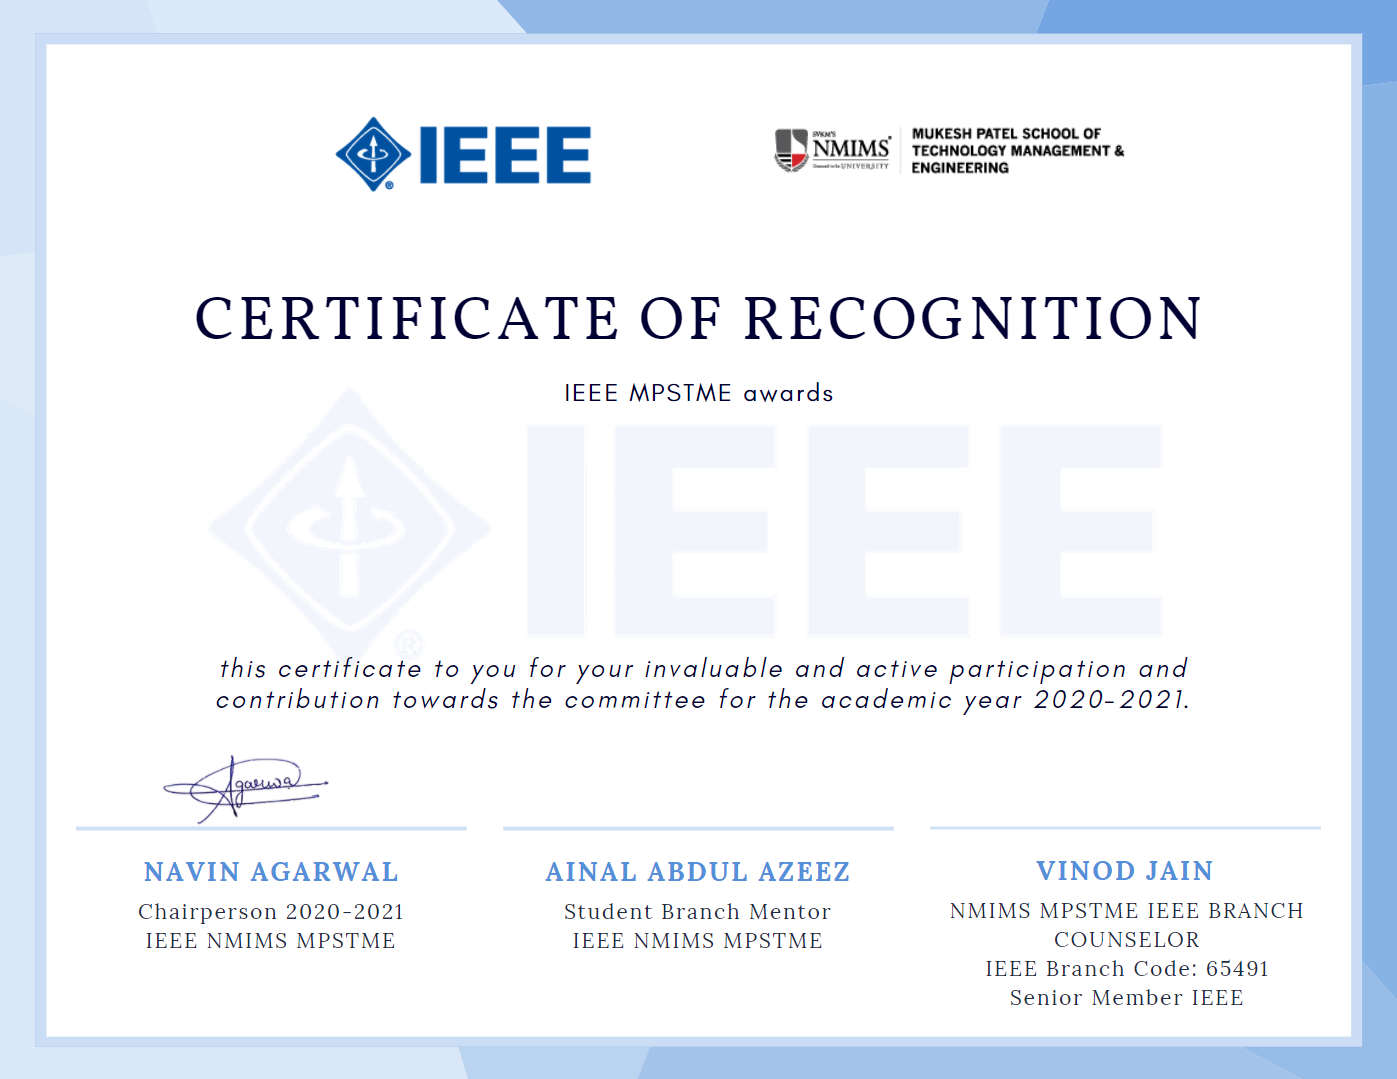 IEEE
SVKM'S
NMIMS
Deemed-to-be UNIVERSITY
MUKESH PATEL SCHOOL OF
TECHNOLOGY MANAGEMENT &
ENGINEERING
CERTIFICATE OF RECOGNITION
IEEE MPSTME awards
IEEE
this certificate to you for your invaluable and active participation and
contribution towards the committee for the academic year 2020-2021.
Agarwal
NAVIN AGARWAL
Chairperson 2020-2021
IEEE NMIMS MPSTME
AINAL ABDUL AZEEZ
Student Branch Mentor
IEEE NMIMS MPSTME
VINOD JAIN
NMIMS MPSTME IEEE BRANCH
COUNSELOR
IEEE Branch Code: 65491
Senior Member IEEE